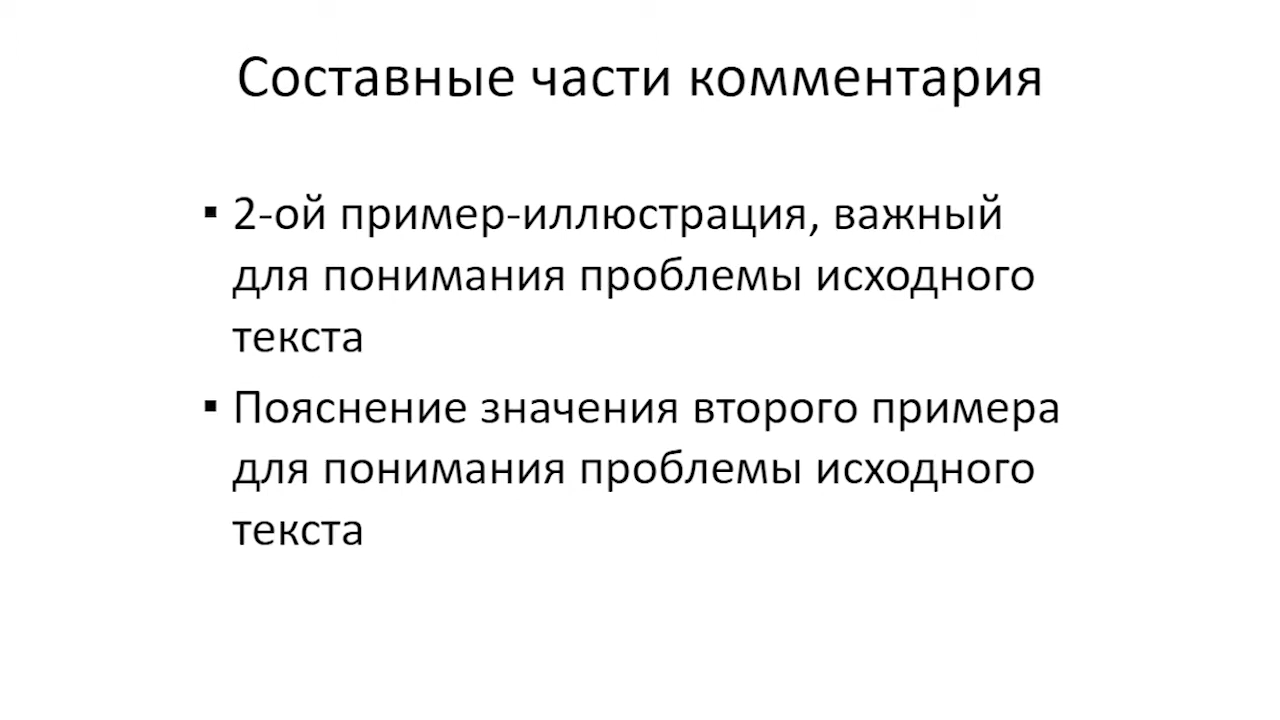 Составные части комментария
▪ 2-ой пример-иллюстрация, важный
для понимания проблемы исходного
текста
▪ Пояснение значения второго примера
для понимания проблемы исходного
текста